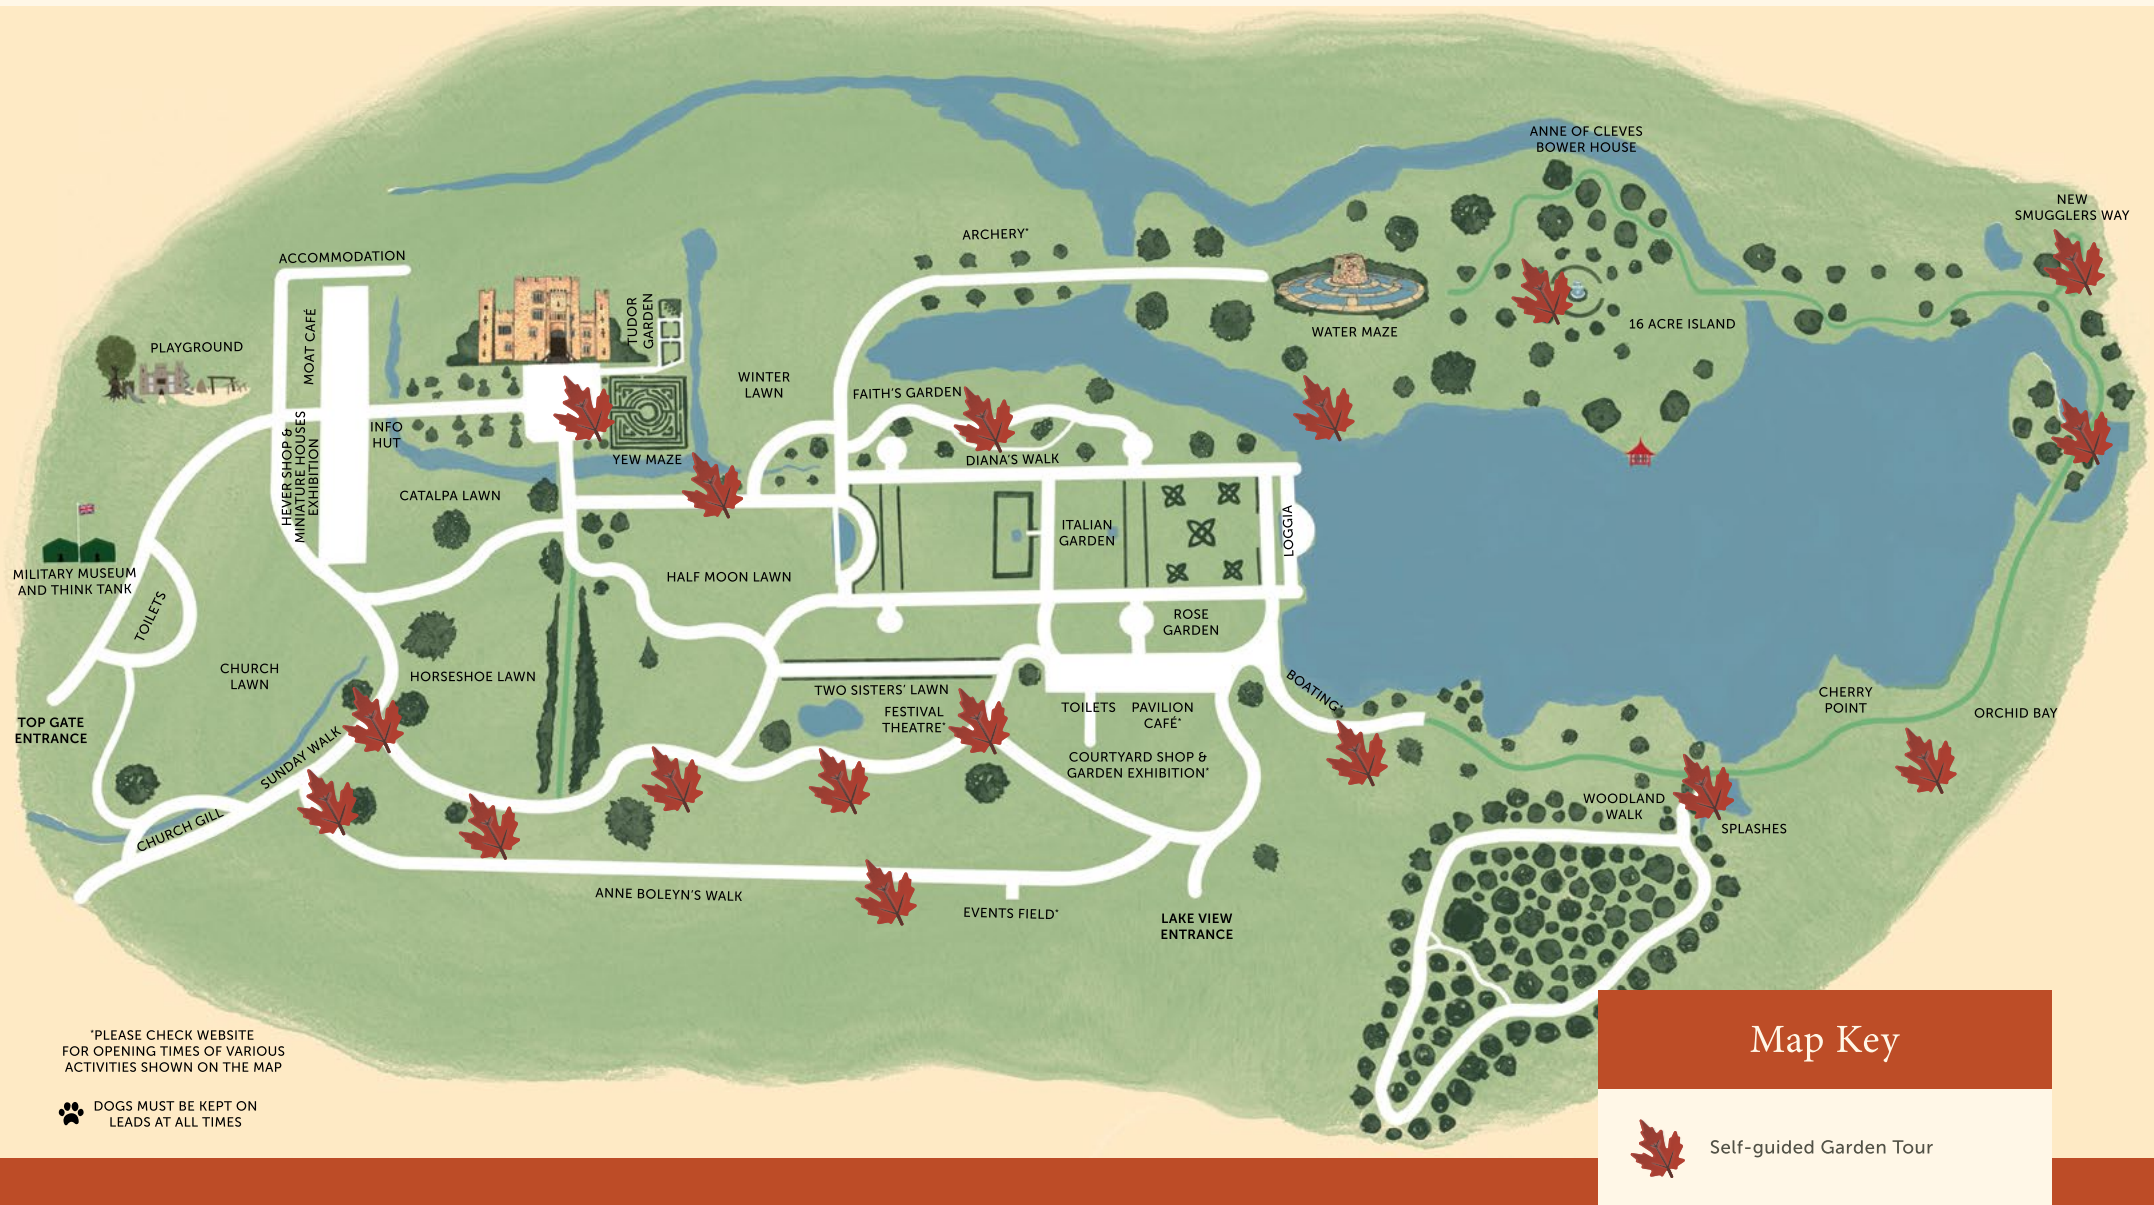 ANNE OF CLEVES
BOWER HOUSE
NEW
SMUGGLERS WAY
ARCHERY*
ACCOMMODATION
TUDOR
GARDEN
MOAT CAFÉ
PLAYGROUND
WATER MAZE
16 ACRE ISLAND
WINTER
LAWN
FAITH'S GARDEN
INFO
HUT
HEVER SHOP &
MINIATURE HOUSES
EXHIBITION
YEW MAZE
DIANA'S WALK
CATALPA LAWN
ITALIAN
GARDEN
LOGGIA
MILITARY MUSEUM
AND THINK TANK
HALF MOON LAWN
TOILETS
ROSE
GARDEN
CHURCH
LAWN
HORSESHOE LAWN
TWO SISTERS' LAWN
FESTIVAL
THEATRE*
TOILETS
PAVILION
CAFÉ*
BOATING*
CHERRY
POINT
ORCHID BAY
TOP GATE
ENTRANCE
SUNDAY WALK
COURTYARD SHOP &
GARDEN EXHIBITION*
WOODLAND
WALK
SPLASHES
CHURCH GILL
ANNE BOLEYN'S WALK
EVENTS FIELD*
LAKE VIEW
ENTRANCE
*PLEASE CHECK WEBSITE
FOR OPENING TIMES OF VARIOUS
ACTIVITIES SHOWN ON THE MAP
DOGS MUST BE KEPT ON
LEADS AT ALL TIMES
Map Key
Self-guided Garden Tour